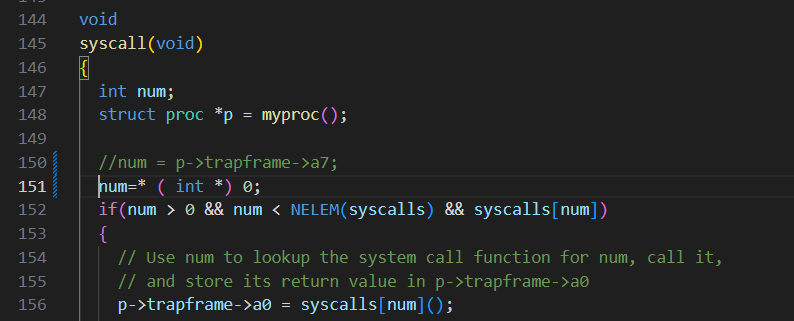 144 void
145 syscall(void)
146 {
147 int num;
148 struct proc *p = myproc();
149
150 //num = p->trapframe->a7;
151 num=* ( int *) 0;
152 if(num > 0 && num < NELEM(syscalls) && syscalls[num])
153 {
154 // Use num to lookup the system call function for num, call it,
155 // and store its return value in p->trapframe->a0
156 p->trapframe->a0 = syscalls[num]();